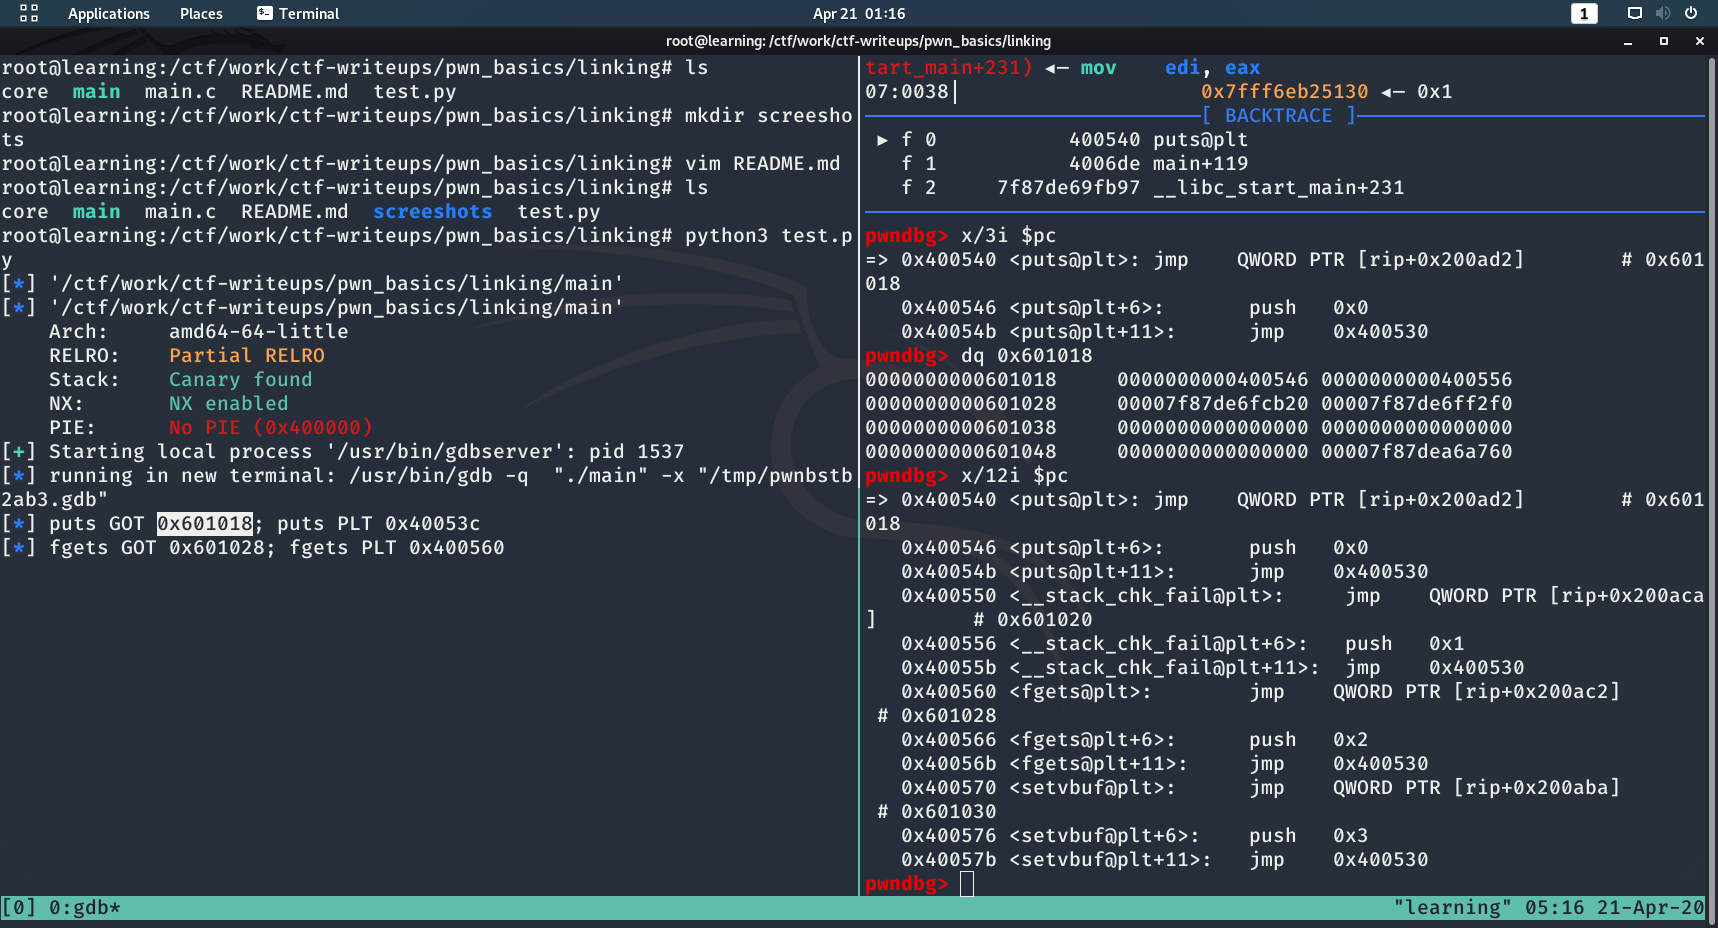 Applications Places Terminal Apr 21 01:16 1
root@learning: /ctf/work/ctf-writeups/pwn_basics/linking
root@learning:/ctf/work/ctf-writeups/pwn_basics/linking# ls
core main main.c README.md test.py
root@learning:/ctf/work/ctf-writeups/pwn_basics/linking# mkdir screesho
ts
root@learning:/ctf/work/ctf-writeups/pwn_basics/linking# vim README.md
root@learning:/ctf/work/ctf-writeups/pwn_basics/linking# ls
core main main.c README.md screeshots test.py
root@learning:/ctf/work/ctf-writeups/pwn_basics/linking# python3 test.p
y
[*] '/ctf/work/ctf-writeups/pwn_basics/linking/main'
[*] '/ctf/work/ctf-writeups/pwn_basics/linking/main'
Arch: amd64-64-little
RELRO: Partial RELRO
Stack: Canary found
NX: NX enabled
PIE: No PIE (0x400000)
[+] Starting local process '/usr/bin/gdbserver': pid 1537
[*] running in new terminal: /usr/bin/gdb -q  "./main" -x "/tmp/pwnbstb
2ab3.gdb"
[*] puts GOT 0x601018; puts PLT 0x40053c
[*] fgets GOT 0x601028; fgets PLT 0x400560
tart_main+231) ◂— mov edi, eax
07:0038│ 0x7fff6eb25130 ◂— 0x1
[ BACKTRACE ]
► f 0 400540 puts@plt
f 1 4006de main+119
f 2 7f87de69fb97 __libc_start_main+231
pwndbg> x/3i $pc
=> 0x400540 <puts@plt>: jmp QWORD PTR [rip+0x200ad2] # 0x601
018
0x400546 <puts@plt+6>: push 0x0
0x40054b <puts@plt+11>: jmp 0x400530
pwndbg> dq 0x601018
0000000000601018 0000000000400546 0000000000400556
0000000000601028 00007f87de6fcb20 00007f87de6ff2f0
0000000000601038 0000000000000000 0000000000000000
0000000000601048 0000000000000000 00007f87dea6a760
pwndbg> x/12i $pc
=> 0x400540 <puts@plt>: jmp QWORD PTR [rip+0x200ad2] # 0x601
018
0x400546 <puts@plt+6>: push 0x0
0x40054b <puts@plt+11>: jmp 0x400530
0x400550 <__stack_chk_fail@plt>: jmp QWORD PTR [rip+0x200aca
] # 0x601020
0x400556 <__stack_chk_fail@plt+6>: push 0x1
0x40055b <__stack_chk_fail@plt+11>: jmp 0x400530
0x400560 <fgets@plt>: jmp QWORD PTR [rip+0x200ac2]
# 0x601028
0x400566 <fgets@plt+6>: push 0x2
0x40056b <fgets@plt+11>: jmp 0x400530
0x400570 <setvbuf@plt>: jmp QWORD PTR [rip+0x200aba]
# 0x601030
0x400576 <setvbuf@plt+6>: push 0x3
0x40057b <setvbuf@plt+11>: jmp 0x400530
pwndbg>
[0] 0:gdb* "learning" 05:16 21-Apr-20